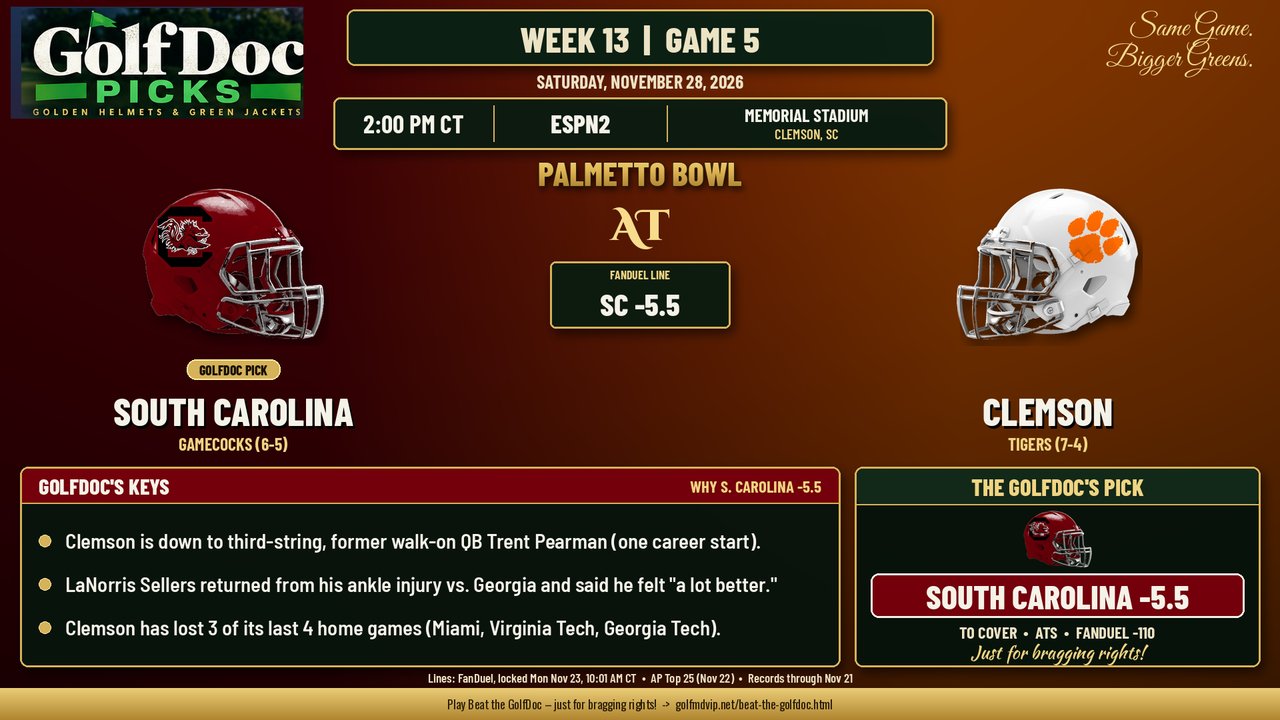 GolfDoc
PICKS
GOLDEN HELMETS & GREEN JACKETS
WEEK 13 | GAME 5
SATURDAY, NOVEMBER 28, 2026
2:00 PM CT
ESPN2
MEMORIAL STADIUM
CLEMSON, SC
Same Game.
Bigger Greens.
PALMETTO BOWL
AT
FANDUEL LINE
SC -5.5
C
GOLFDOC PICK
SOUTH CAROLINA
GAMECOCKS (6-5)
CLEMSON
TIGERS (7-4)
GOLFDOC'S KEYS
WHY S. CAROLINA -5.5
Clemson is down to third-string, former walk-on QB Trent Pearman (one career start).
LaNorris Sellers returned from his ankle injury vs. Georgia and said he felt "a lot better."
Clemson has lost 3 of its last 4 home games (Miami, Virginia Tech, Georgia Tech).
THE GOLFDOC'S PICK
SOUTH CAROLINA -5.5
TO COVER • ATS • FANDUEL -110
Just for bragging rights!
Lines: FanDuel, locked Mon Nov 23, 10:01 AM CT • AP Top 25 (Nov 22) • Records through Nov 21
Play Beat the GolfDoc – just for bragging rights! -> golfmdvip.net/beat-the-golfdoc.html